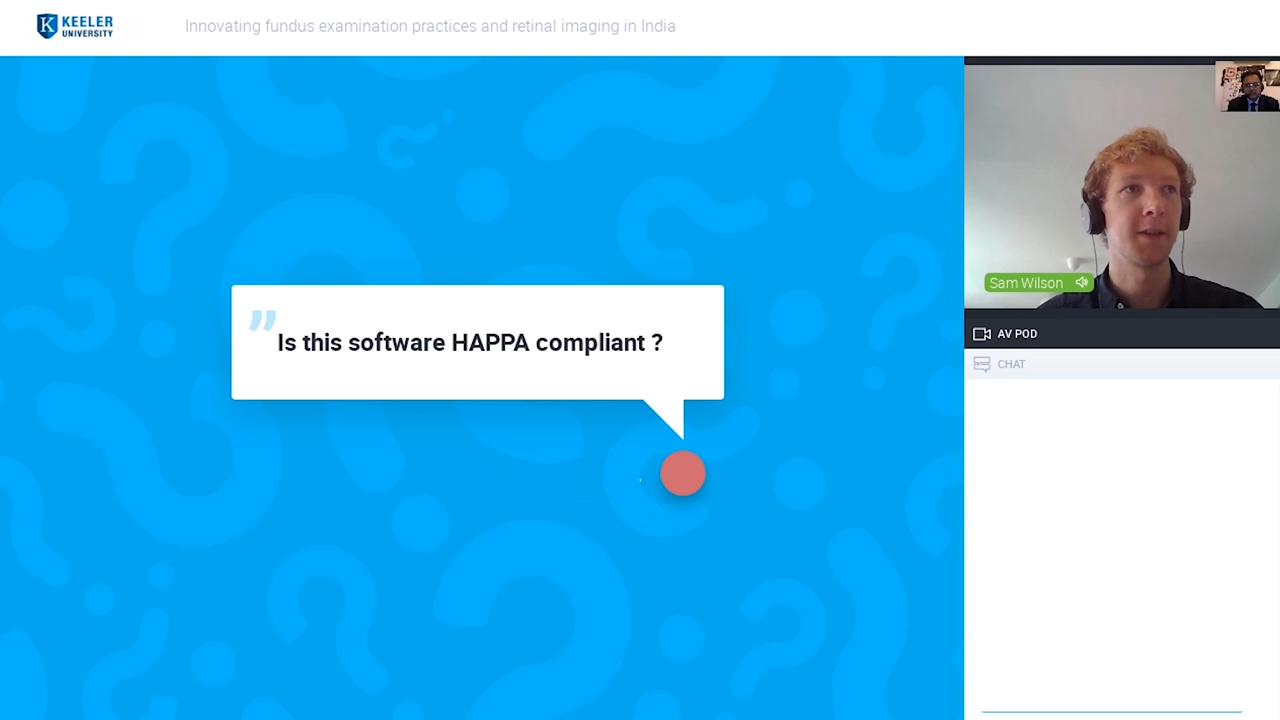 KEELER
UNIVERSITY
Innovating fundus examination practices and retinal imaging in India
Is this software HAPPA compliant ?
Sam Wilson
AV POD
CHAT